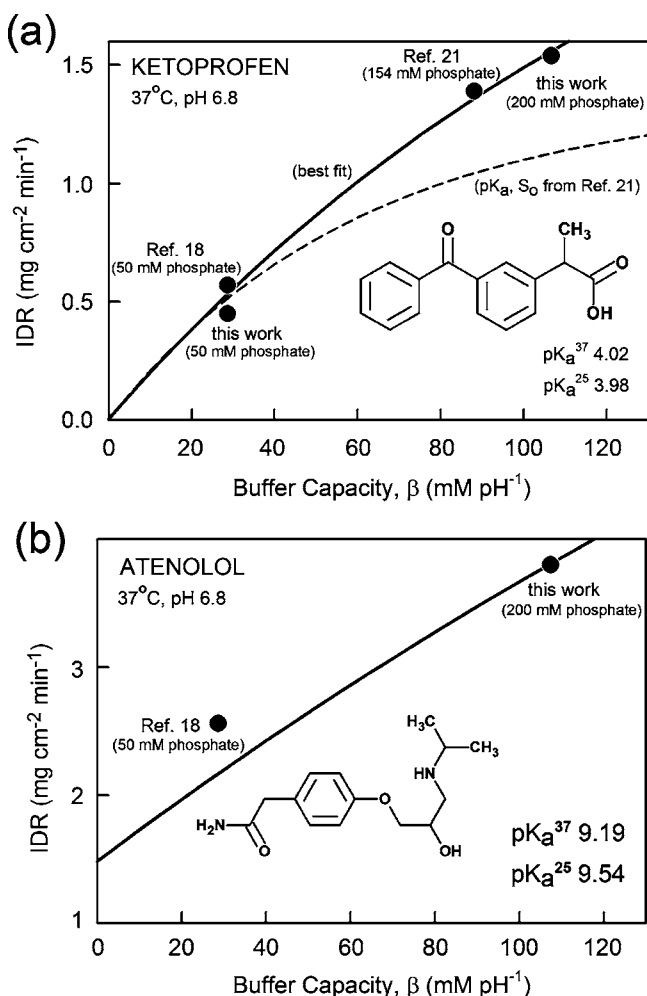 (a)
KETOPROFEN
37°C, pH 6.8
Ref. 21
(154 mM phosphate)
this work
(200 mM phosphate)
(best fit)
(pKa, So from Ref. 21)
Ref. 18
(50 mM phosphate)
this work
(50 mM phosphate)
O
CH3
O
OH
pKa³⁷ 4.02
pKa²⁵ 3.98
IDR (mg cm⁻² min⁻¹)
1.5
1.0
0.5
0.0
0 20 40 60 80 100 120
Buffer Capacity, β (mM pH⁻¹)
(b)
ATENOLOL
37°C, pH 6.8
this work
(200 mM phosphate)
Ref. 18
(50 mM phosphate)
H3C
CH3
HN
O
H2N
O
OH
pKa³⁷ 9.19
pKa²⁵ 9.54
IDR (mg cm⁻² min⁻¹)
3
2
1
0 20 40 60 80 100 120
Buffer Capacity, β (mM pH⁻¹)